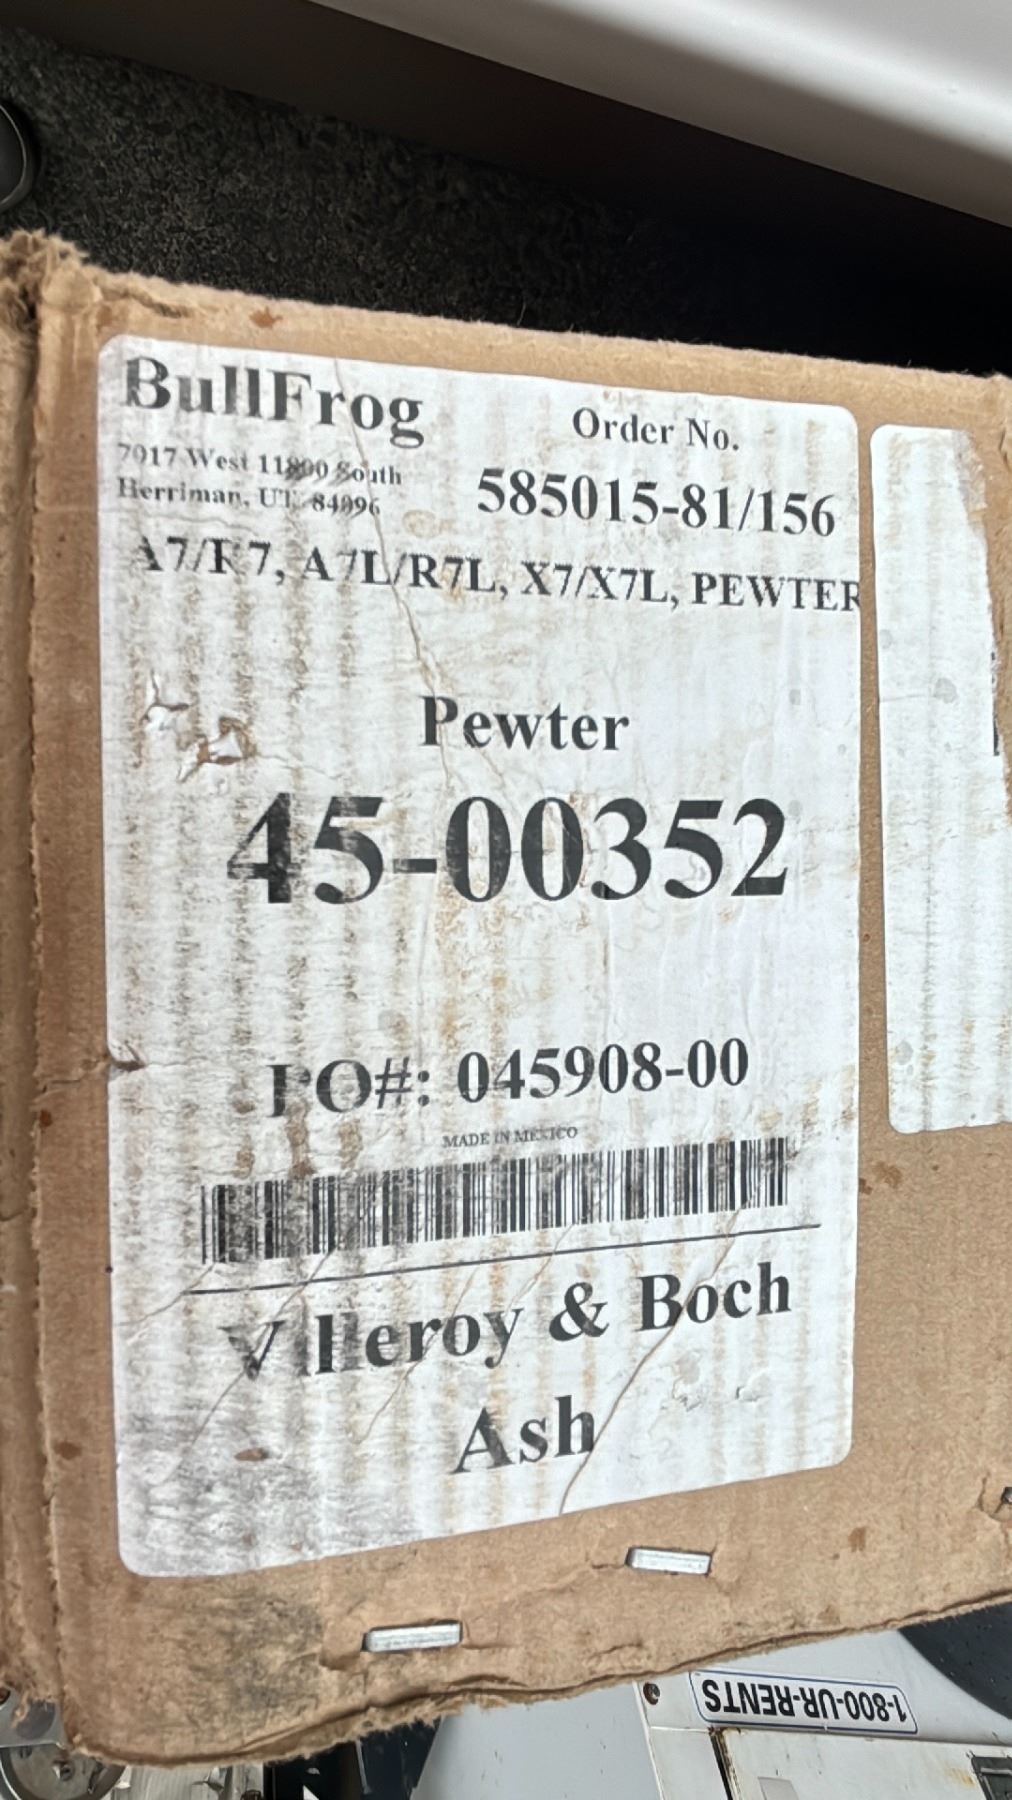 BullFrog
7017 West 11800 South
Herriman, UT, 84096
Order No.
585015-81/156
A7/R7, A7L/R7L, X7/X7L, PEWTER
Pewter
45-00352
PO#: 045908-00
MADE IN MEXICO
Villeroy & Boch
Ash
1-800-UR-RENTS